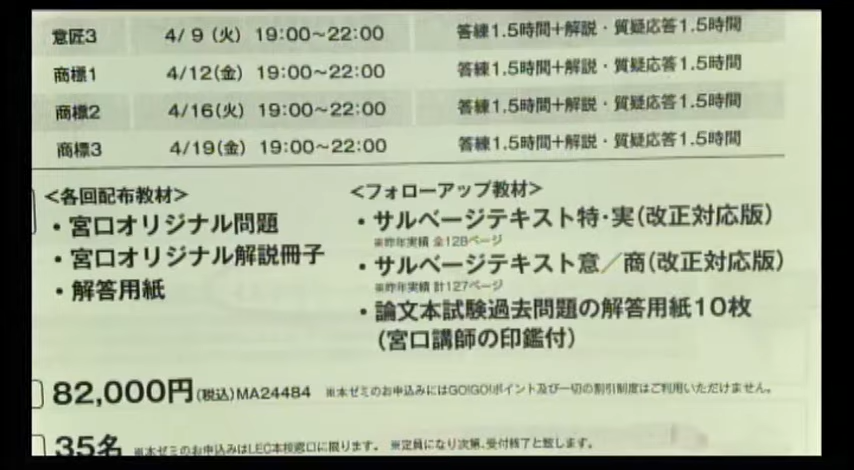 意匠3 4/9(火) 19:00~22:00 答練1.5時間+解説・質疑応答1.5時間
商標1 4/12(金) 19:00~22:00 答練1.5時間+解説・質疑応答1.5時間
商標2 4/16(火) 19:00~22:00 答練1.5時間+解説・質疑応答1.5時間
商標3 4/19(金) 19:00~22:00 答練1.5時間+解説・質疑応答1.5時間
<各回配布教材>
・宮口オリジナル問題
・宮口オリジナル解説冊子
・解答用紙
<フォローアップ教材>
・サルベージテキスト特・実(改正対応版)
※昨年実績 全128ページ
・サルベージテキスト意/商(改正対応版)
※昨年実績 計127ページ
・論文本試験過去問題の解答用紙10枚
(宮口講師の印鑑付)
82,000円(税込)MA24484 ※本ゼミのお申込みにはGO!GO!ポイント及び一切の割引制度はご利用いただけません。
35名 ※本ゼミのお申込みはLEC本校窓口に限ります。 ※定員になり次第、受付終了と致します。